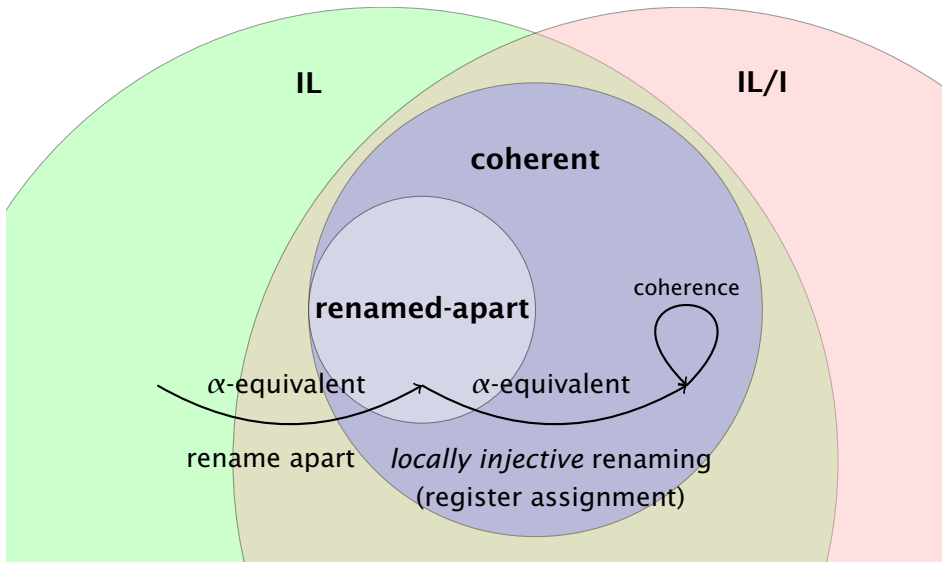 IL
IL/I
coherent
coherence
renamed-apart
α-equivalent
α-equivalent
rename apart
locally injective renaming
(register assignment)